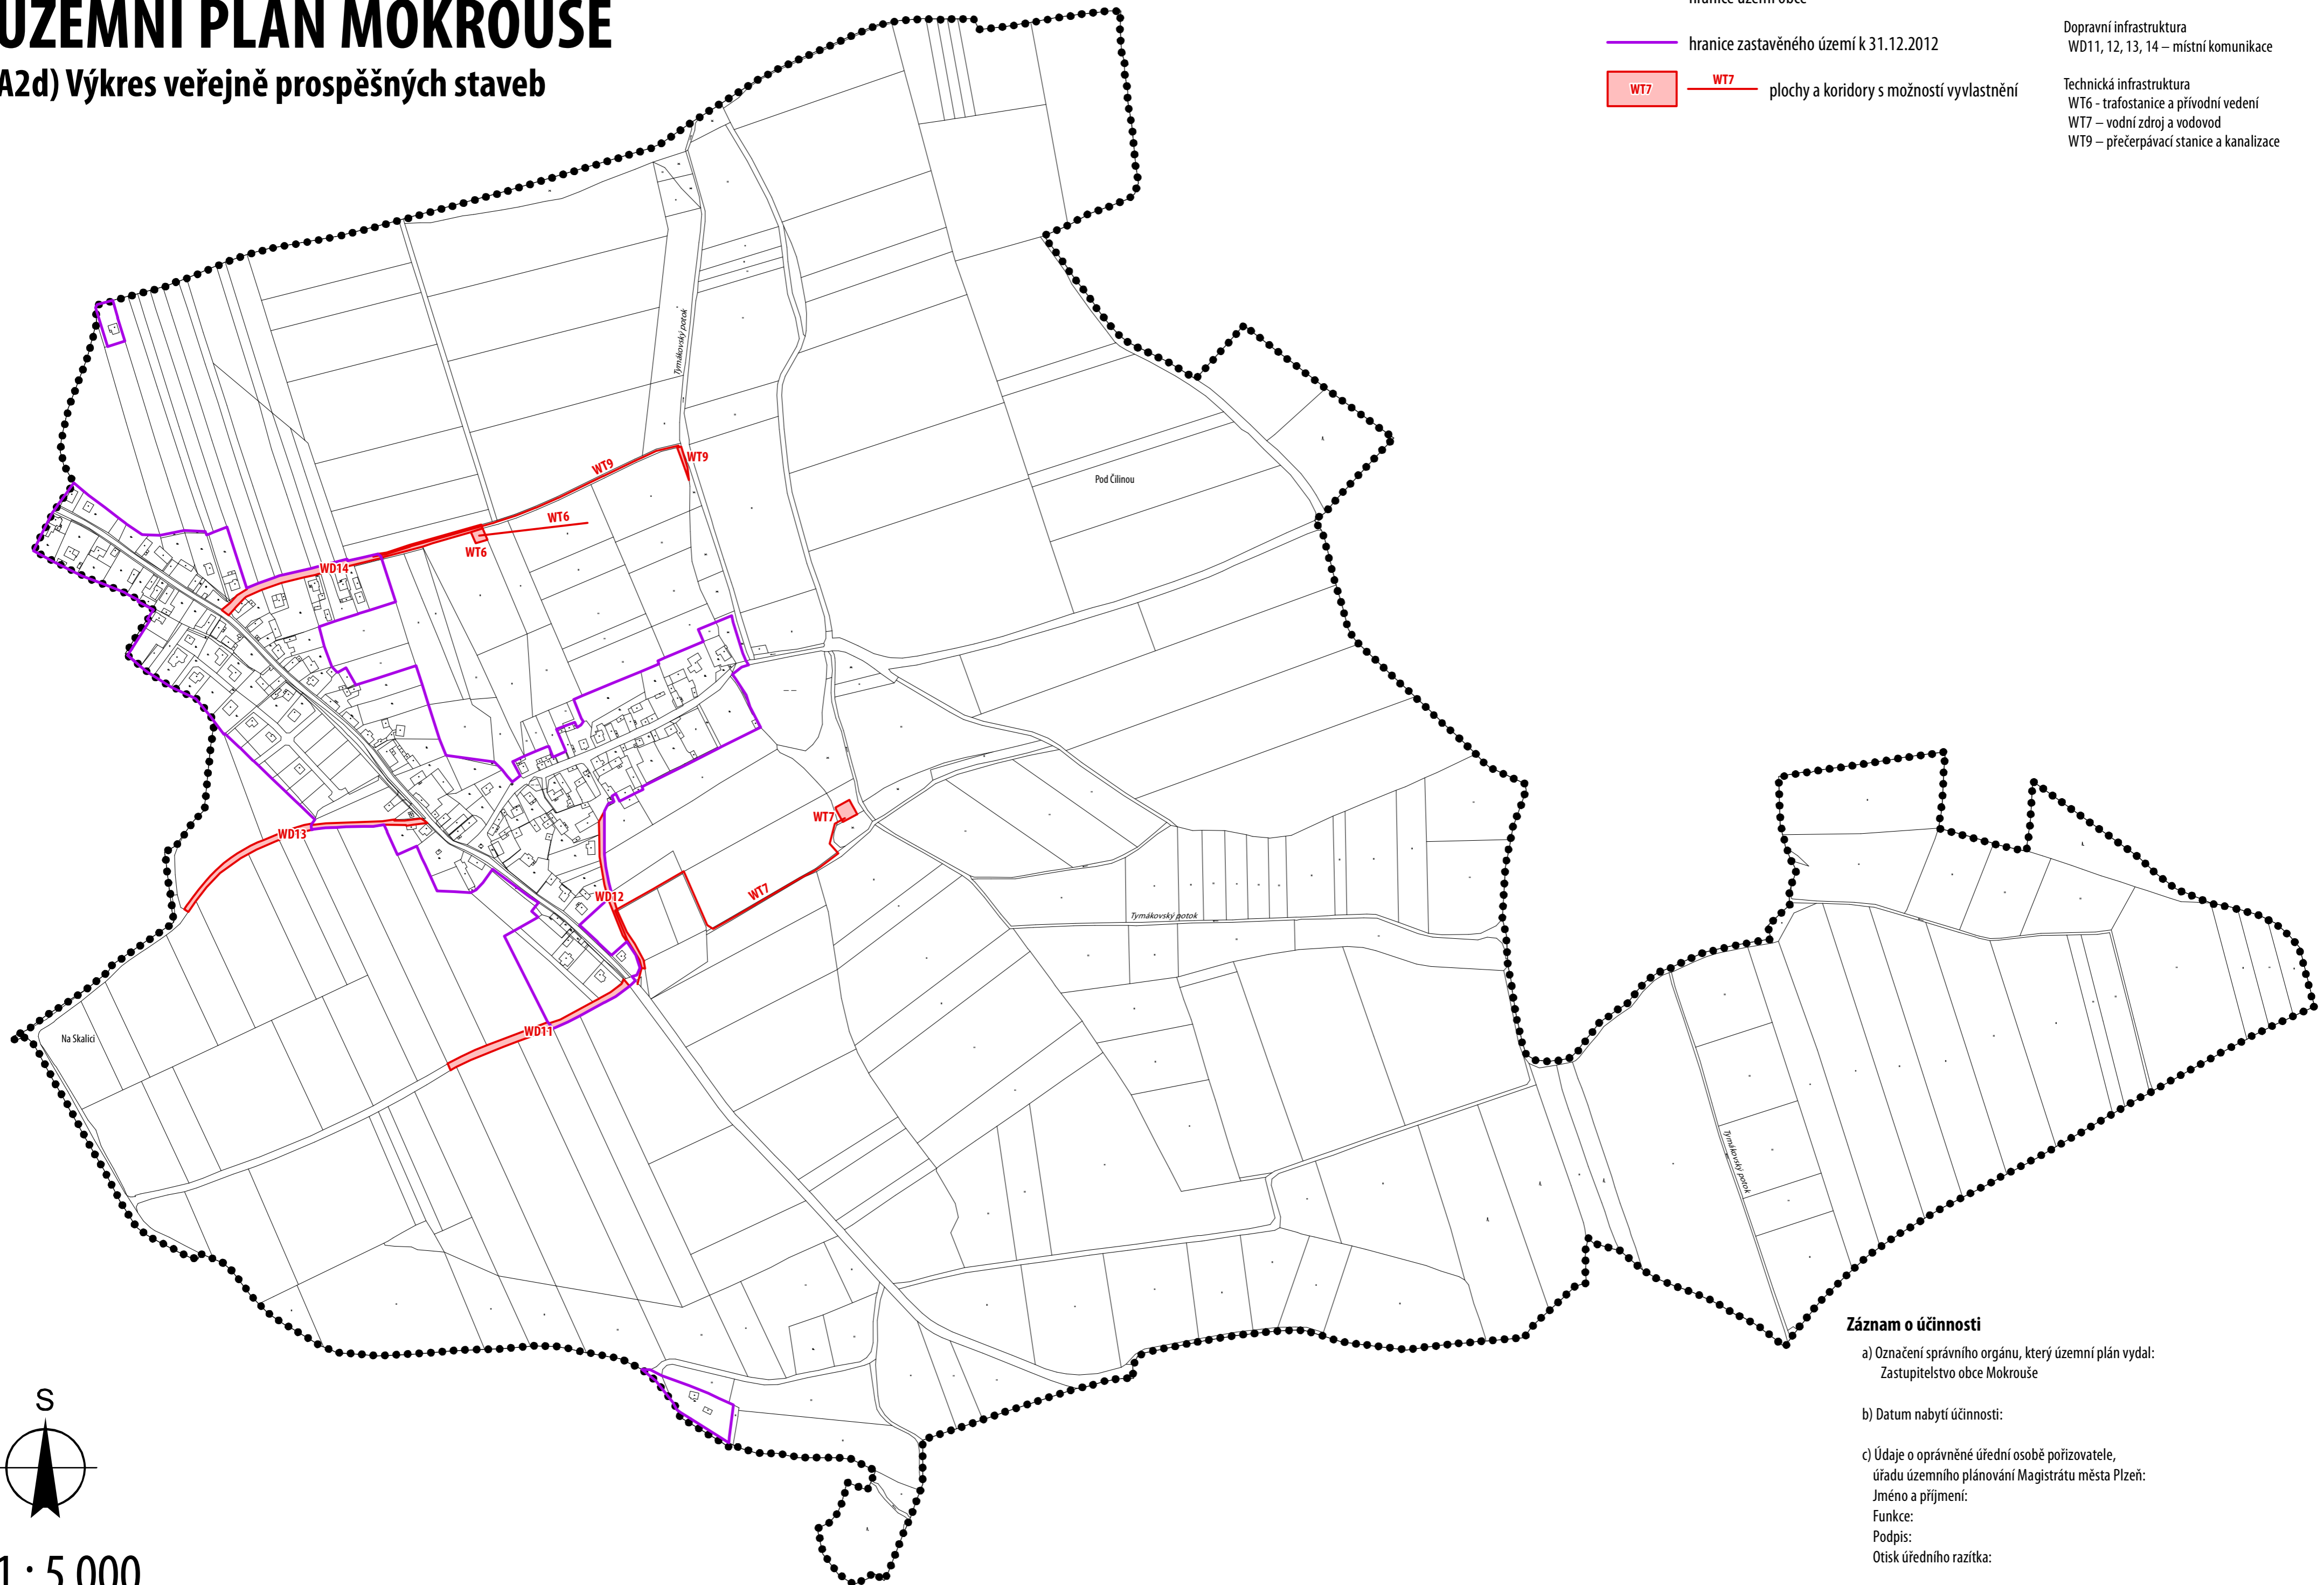 ÚZEMNÍ PLÁN MOKROUŠE
A2d) Výkres veřejně prospěšných staveb
hranice území obce
hranice zastavěného území k 31.12.2012
WT7
WT7
plochy a koridory s možností vyvlastnění
Dopravní infrastruktura
WD11, 12, 13, 14 – místní komunikace
Technická infrastruktura
WT6 - trafostanice a přívodní vedení
WT7 – vodní zdroj a vodovod
WT9 – přečerpávací stanice a kanalizace
Tymákovský potok
WT9
WT9
Pod Čilinou
WT6
WT6
WD14
WT7
WD13
WT7
WD12
Tymákovský potok
WD11
Na Skalici
Tymákovský potok
Záznam o účinnosti
a) Označení správního orgánu, který územní plán vydal:
Zastupitelstvo obce Mokrouše
b) Datum nabytí účinnosti:
c) Údaje o oprávněné úřední osobě pořizovatele,
úřadu územního plánování Magistrátu města Plzeň:
Jméno a příjmení:
Funkce:
Podpis:
Otisk úředního razítka:
S
1 : 5 000